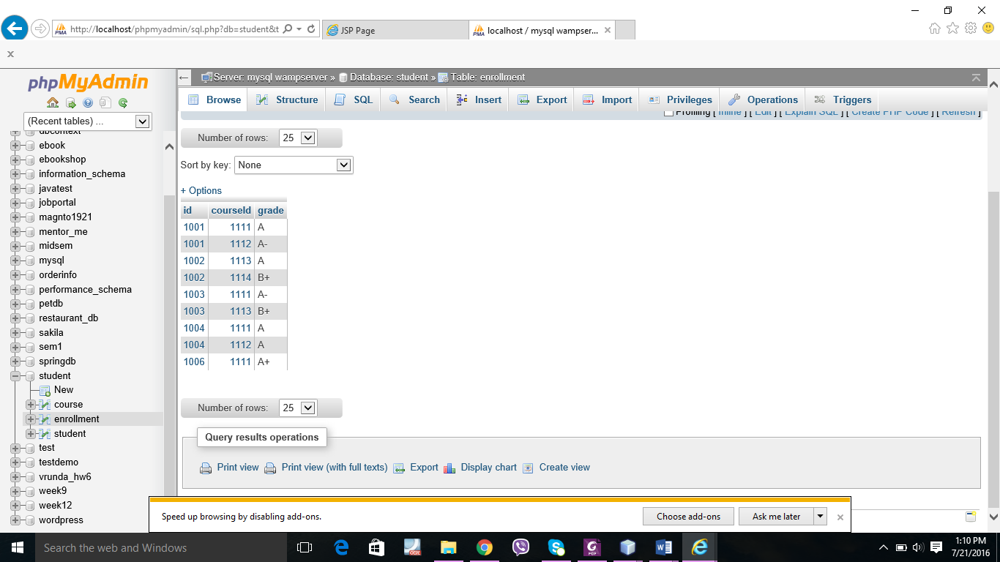 http://localhost/phpmyadmin/sql.php?db=student&t
JSP Page
localhost / mysql wampser...
x
phpMyAdmin
(Recent tables) ...
dbcontext
ebook
ebookshop
information_schema
javatest
jobportal
magnto1921
mentor_me
midsem
mysql
orderinfo
performance_schema
petdb
restaurant_db
sakila
sem1
springdb
student
New
course
enrollment
student
test
testdemo
vrunda_hw6
week9
week12
wordpress
Server: mysql wampserver » Database: student » Table: enrollment
Browse Structure SQL Search Insert Export Import Privileges Operations Triggers
Profiling [ Inline ] [ Edit ] [ Explain SQL ] [ Create PHP Code ] [ Refresh ]
Number of rows: 25
Sort by key: None
+ Options
id courseId grade
1001 1111 A
1001 1112 A-
1002 1113 A
1002 1114 B+
1003 1111 A-
1003 1113 B+
1004 1111 A
1004 1112 A
1006 1111 A+
Number of rows: 25
Query results operations
Print view Print view (with full texts) Export Display chart Create view
Speed up browsing by disabling add-ons. Choose add-ons Ask me later
Search the web and Windows
1:10 PM
7/21/2016